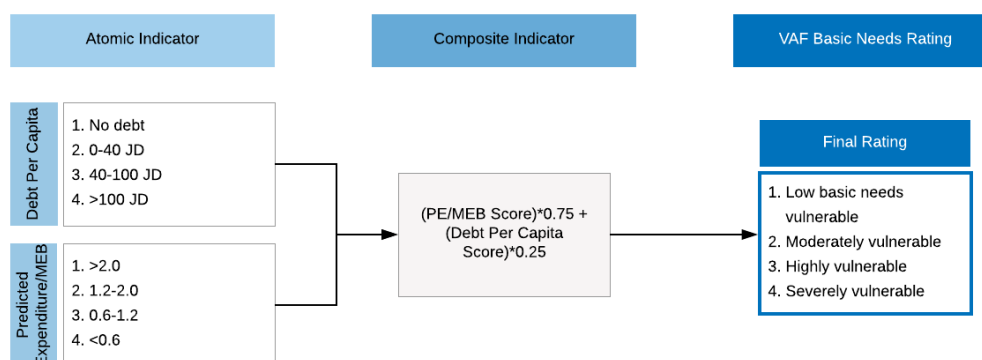 Atomic Indicator
Composite Indicator
VAF Basic Needs Rating
Debt Per Capita
1. No debt
2. 0-40 JD
3. 40-100 JD
4. >100 JD
Predicted
Expenditure/MEB
1. >2.0
2. 1.2-2.0
3. 0.6-1.2
4. <0.6
(PE/MEB Score)*0.75 +
(Debt Per Capita
Score)*0.25
Final Rating
1. Low basic needs
vulnerable
2. Moderately vulnerable
3. Highly vulnerable
4. Severely vulnerable